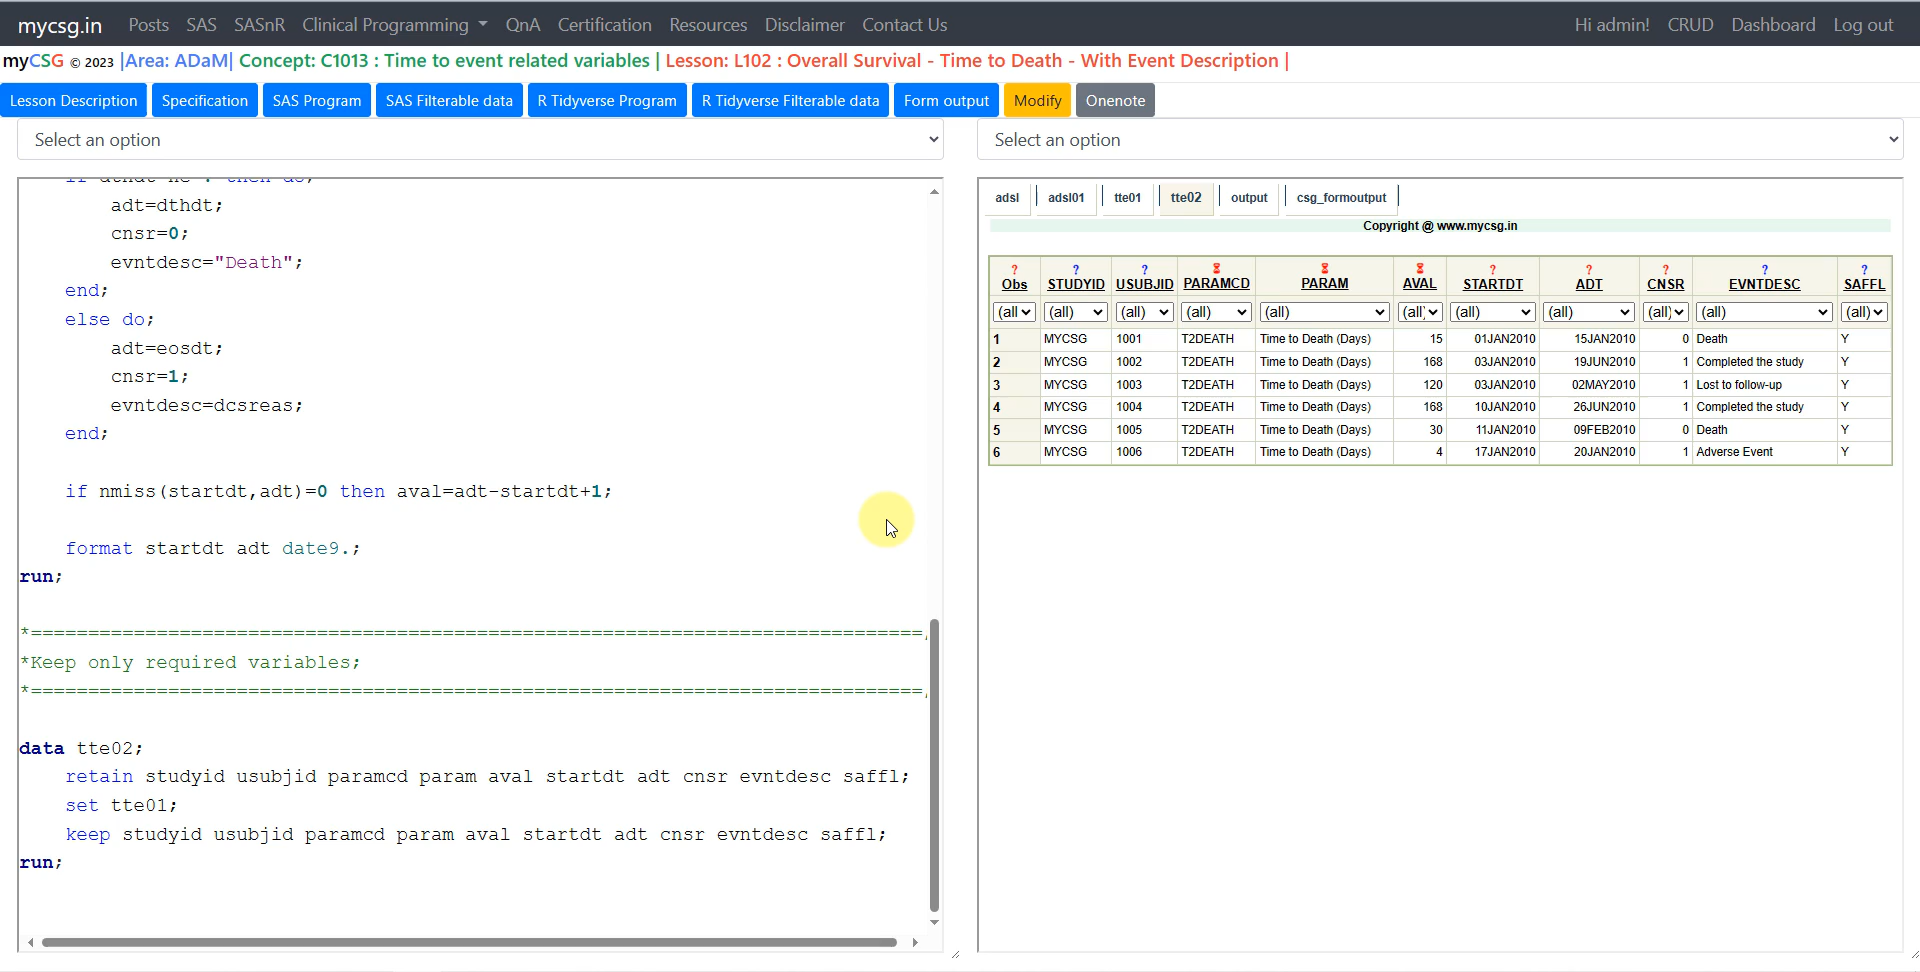 mycsg.in Posts SAS SASnR Clinical Programming QnA Certification Resources Disclaimer Contact Us Hi admin! CRUD Dashboard Log out
myCSG © 2023 |Area: ADaM| Concept: C1013 : Time to event related variables | Lesson: L102 : Overall Survival - Time to Death - With Event Description |
Lesson Description Specification SAS Program SAS Filterable data R Tidyverse Program R Tidyverse Filterable data Form output Modify Onenote
Select an option
adt=dthdt;
cnsr=0;
evntdesc="Death";
end;
else do;
adt=eosdt;
cnsr=1;
evntdesc=dcsreas;
end;
if nmiss(startdt,adt)=0 then aval=adt-startdt+1;
format startdt adt date9.;
run;
*==============================================================================;
*Keep only required variables;
*==============================================================================;
data tte02;
retain studyid usubjid paramcd param aval startdt adt cnsr evntdesc saffl;
set tte01;
keep studyid usubjid paramcd param aval startdt adt cnsr evntdesc saffl;
run;
Select an option
adsl adsl01 tte01 tte02 output csg_formoutput
Copyright @ www.mycsg.in
? ? ? ? ? ? ? ?
Obs STUDYID USUBJID PARAMCD PARAM AVAL STARTDT ADT CNSR EVNTDESC SAFFL
(all (all) (all) (all) (all) (all) (all) (all) (all) (all) (all)
1 MYCSG 1001 T2DEATH Time to Death (Days) 15 01JAN2010 15JAN2010 0 Death Y
2 MYCSG 1002 T2DEATH Time to Death (Days) 168 03JAN2010 19JUN2010 1 Completed the study Y
3 MYCSG 1003 T2DEATH Time to Death (Days) 120 03JAN2010 02MAY2010 1 Lost to follow-up Y
4 MYCSG 1004 T2DEATH Time to Death (Days) 168 10JAN2010 26JUN2010 1 Completed the study Y
5 MYCSG 1005 T2DEATH Time to Death (Days) 30 11JAN2010 09FEB2010 0 Death Y
6 MYCSG 1006 T2DEATH Time to Death (Days) 4 17JAN2010 20JAN2010 1 Adverse Event Y